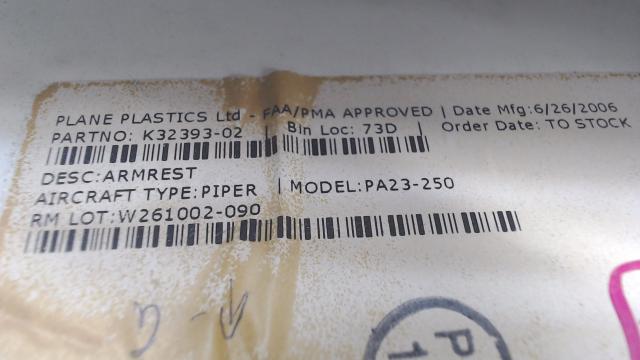 PLANE PLASTICS Ltd - FAA/PMA APPROVED | Date Mfg:6/26/2006
PARTNO: K32393-02 | Bin Loc: 73D | Order Date: TO STOCK
DESC:ARMREST
AIRCRAFT TYPE:PIPER | MODEL:PA23-250
RM LOT:W261002-090
P
1